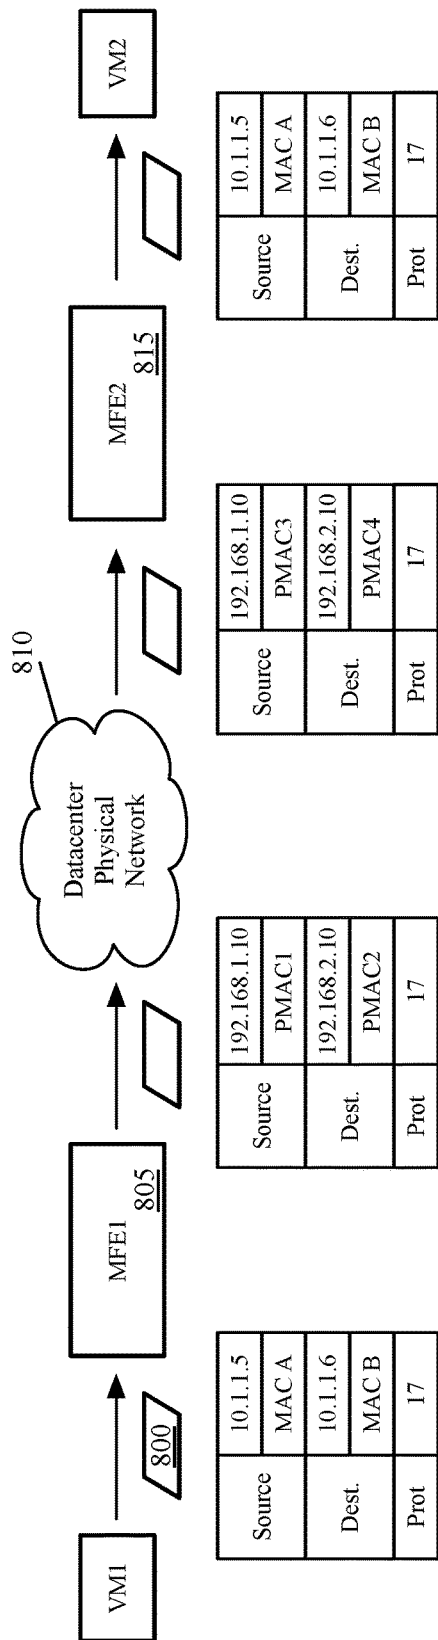 VM1
800
MFE1
805
Datacenter
Physical
Network
810
MFE2
815
VM2
Source 10.1.1.5
MAC A
Dest. 10.1.1.6
MAC B
Prot 17
Source 192.168.1.10
PMAC1
Dest. 192.168.2.10
PMAC2
Prot 17
Source 192.168.1.10
PMAC3
Dest. 192.168.2.10
PMAC4
Prot 17
Source 10.1.1.5
MAC A
Dest. 10.1.1.6
MAC B
Prot 17